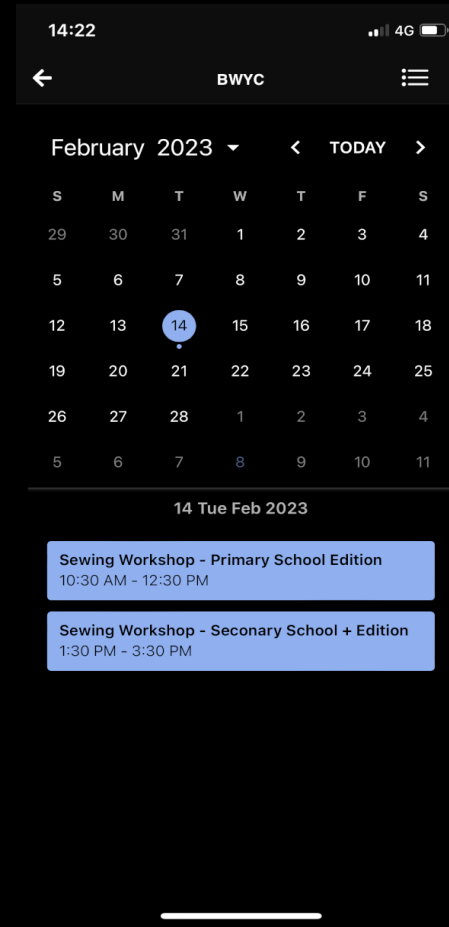 14:22 4G
BWYC
February 2023 TODAY
S M T W T F S
29 30 31 1 2 3 4
5 6 7 8 9 10 11
12 13 14 15 16 17 18
19 20 21 22 23 24 25
26 27 28 1 2 3 4
5 6 7 8 9 10 11
14 Tue Feb 2023
Sewing Workshop - Primary School Edition
10:30 AM - 12:30 PM
Sewing Workshop - Seconary School + Edition
1:30 PM - 3:30 PM